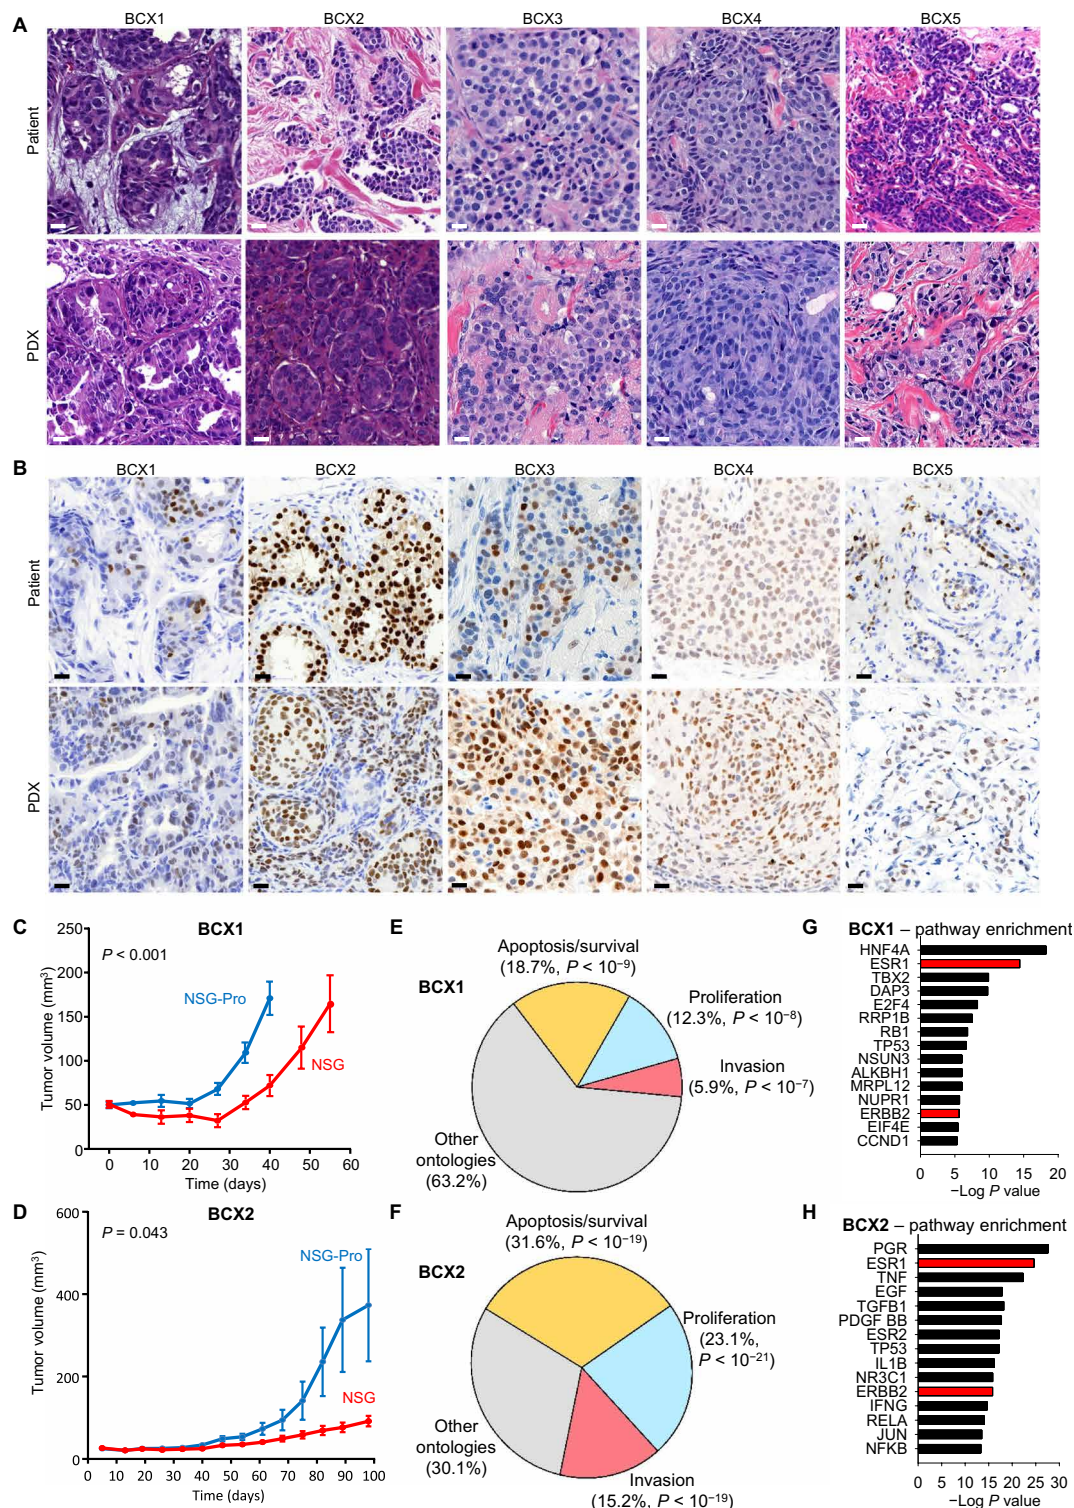 A
BCX1 BCX2 BCX3 BCX4 BCX5
Patient
PDX
B
BCX1 BCX2 BCX3 BCX4 BCX5
Patient
PDX
C
BCX1
P < 0.001
NSG-Pro
NSG
Tumor volume (mm³)
250
200
150
100
50
0
0 10 20 30 40 50 60
Time (days)
D
BCX2
P = 0.043
NSG-Pro
NSG
Tumor volume (mm³)
600
400
200
0
0 10 20 30 40 50 60 70 80 90 100
Time (days)
E
BCX1
Apoptosis/survival
(18.7%, P < 10⁻⁹)
Proliferation
(12.3%, P < 10⁻⁸)
Invasion
(5.9%, P < 10⁻⁷)
Other
ontologies
(63.2%)
F
BCX2
Apoptosis/survival
(31.6%, P < 10⁻¹⁹)
Proliferation
(23.1%,
P < 10⁻²¹)
Invasion
(15.2%, P < 10⁻¹⁹)
Other
ontologies
(30.1%)
G
BCX1 – pathway enrichment
HNF4A
ESR1
TBX2
DAP3
E2F4
RRP1B
RB1
TP53
NSUN3
ALKBH1
MRPL12
NUPR1
ERBB2
EIF4E
CCND1
0 5 10 15 20
−Log P value
H
BCX2 – pathway enrichment
PGR
ESR1
TNF
EGF
TGFB1
PDGF BB
ESR2
TP53
IL1B
NR3C1
ERBB2
IFNG
RELA
JUN
NFKB
0 5 10 15 20 25 30
−Log P value